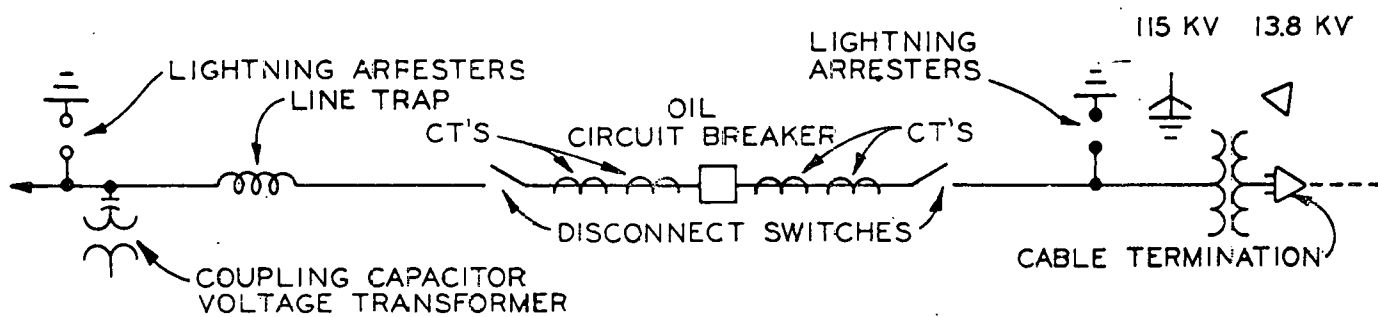 115 KV 13.8 KV
LIGHTNING
ARRESTERS
LIGHTNING ARFESTERS
LINE TRAP
OIL
CIRCUIT BREAKER
CT'S
CT'S
DISCONNECT SWITCHES
CABLE TERMINATION
COUPLING CAPACITOR
VOLTAGE TRANSFORMER